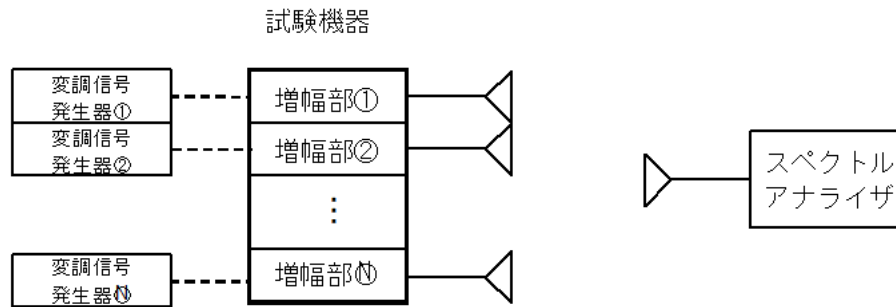 試験機器
変調信号
発生器①
増幅部①
変調信号
発生器②
増幅部②
⋮
変調信号
発生器Ⓝ
増幅部Ⓝ
スペクトル
アナライザ